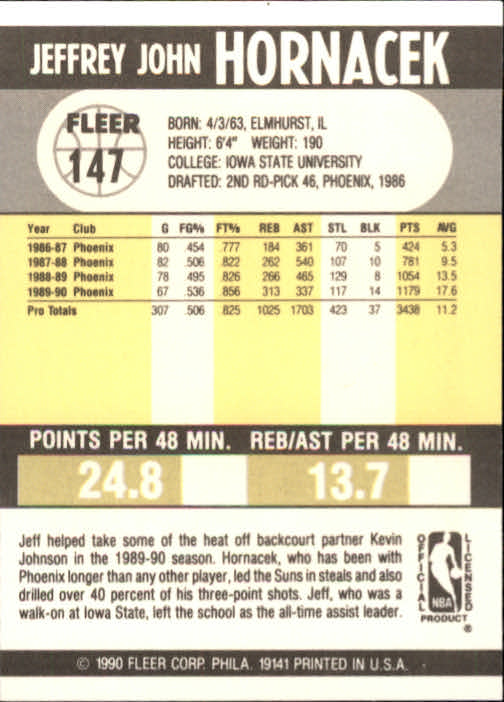 JEFFREY JOHN HORNACEK
FLEER
147
BORN: 4/3/63, ELMHURST, IL
HEIGHT: 6'4" WEIGHT: 190
COLLEGE: IOWA STATE UNIVERSITY
DRAFTED: 2ND RD-PICK 46, PHOENIX, 1986
Year Club G FG% FT% REB AST STL BLK PTS AVG
1986-87 Phoenix 80 .454 .777 184 361 70 5 424 5.3
1987-88 Phoenix 82 .506 .822 262 540 107 10 781 9.5
1988-89 Phoenix 78 .495 .826 266 465 129 8 1054 13.5
1989-90 Phoenix 67 .536 .856 313 337 117 14 1179 17.6
Pro Totals 307 .506 .825 1025 1703 423 37 3438 11.2
POINTS PER 48 MIN. REB/AST PER 48 MIN.
24.8 13.7
Jeff helped take some of the heat off backcourt partner Kevin
Johnson in the 1989-90 season. Hornacek, who has been with
Phoenix longer than any other player, led the Suns in steals and also
drilled over 40 percent of his three-point shots. Jeff, who was a
walk-on at Iowa State, left the school as the all-time assist leader.
OFFICIAL
LICENSED
NBA
PRODUCT ®
© 1990 FLEER CORP. PHILA. 19141 PRINTED IN U.S.A.